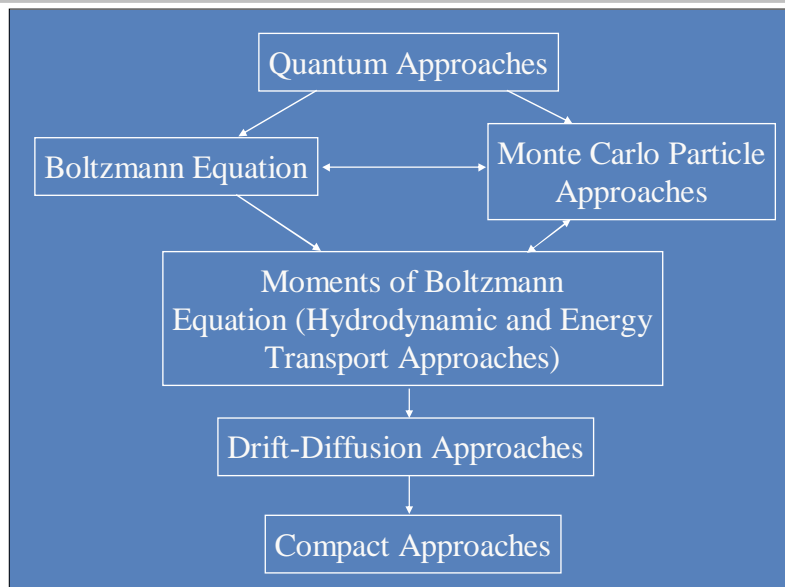 Quantum Approaches
Boltzmann Equation
Monte Carlo Particle
Approaches
Moments of Boltzmann
Equation (Hydrodynamic and Energy
Transport Approaches)
Drift-Diffusion Approaches
Compact Approaches